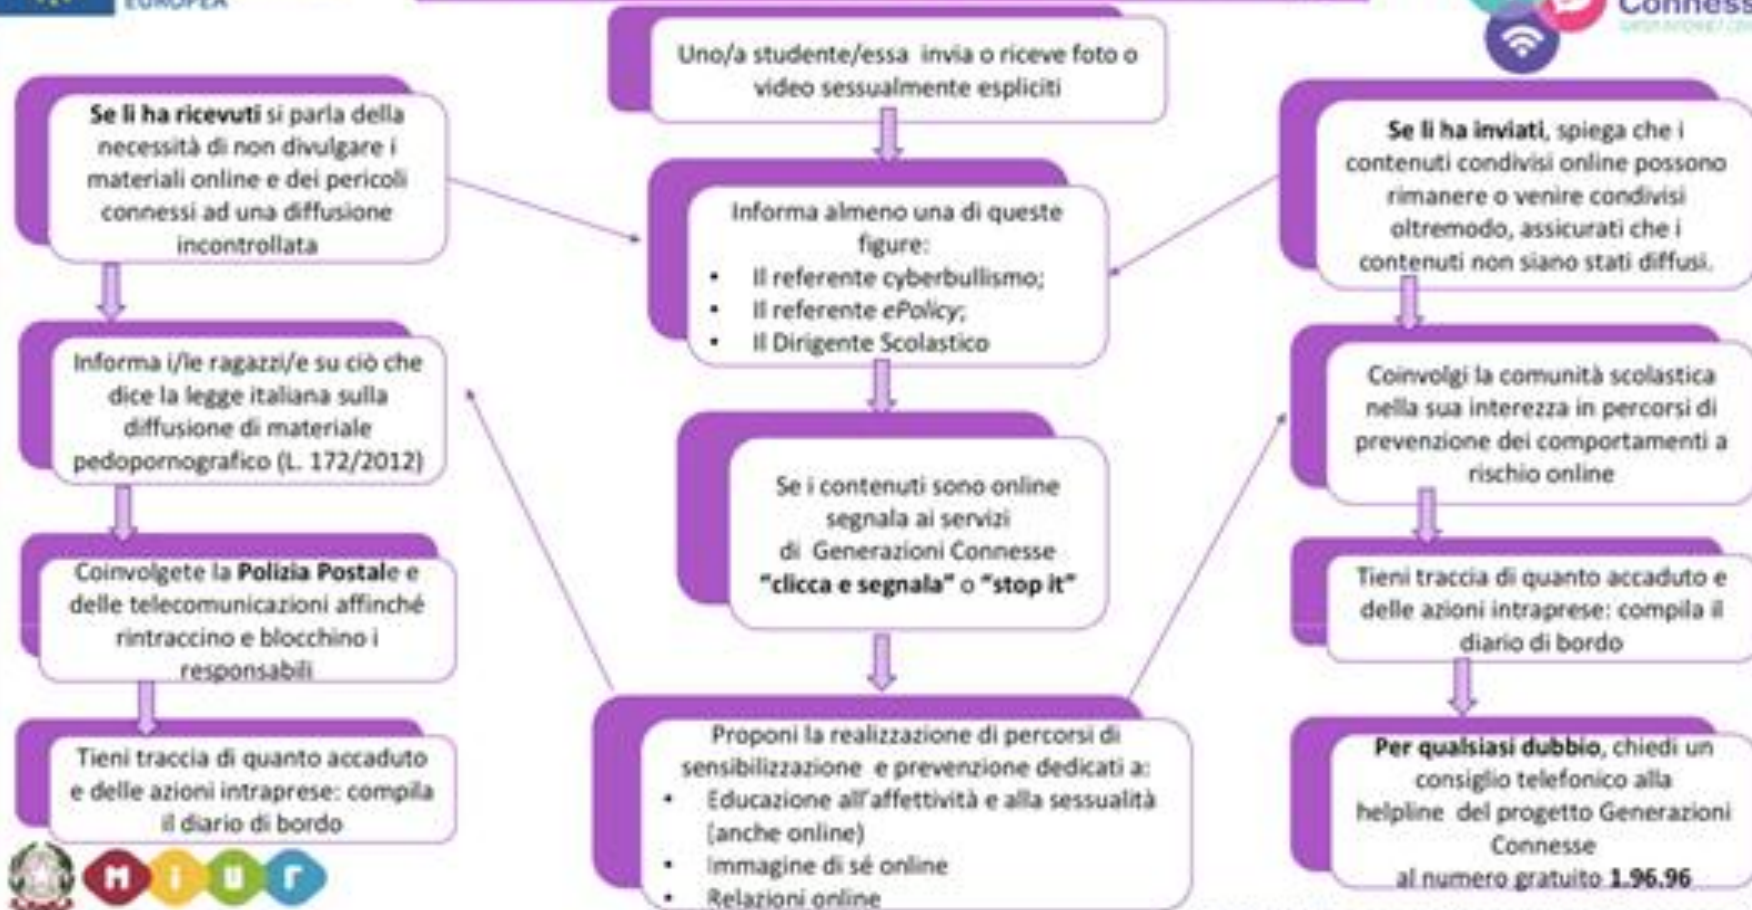 EUROPEA
Conness
Uno/a studente/essa invia o riceve foto o
video sessualmente espliciti
Se li ha ricevuti si parla della
necessità di non divulgare i
materiali online e dei pericoli
connessi ad una diffusione
incontrollata
Informa i/le ragazzi/e su ciò che
dice la legge italiana sulla
diffusione di materiale
pedopornografico (L. 172/2012)
Coinvolgete la Polizia Postale e
delle telecomunicazioni affinché
rintraccino e blocchino i
responsabili
Tieni traccia di quanto accaduto
e delle azioni intraprese: compila
il diario di bordo
Informa almeno una di queste
figure:
• Il referente cyberbullismo;
• Il referente ePolicy;
• Il Dirigente Scolastico
Se i contenuti sono online
segnala ai servizi
di Generazioni Connesse
"clicca e segnala" o "stop it"
Proponi la realizzazione di percorsi di
sensibilizzazione e prevenzione dedicati a:
• Educazione all'affettività e alla sessualità
(anche online)
• Immagine di sé online
• Relazioni online
Se li ha inviati, spiega che i
contenuti condivisi online possono
rimanere o venire condivisi
oltremodo, assicurati che i
contenuti non siano stati diffusi.
Coinvolgi la comunità scolastica
nella sua interezza in percorsi di
prevenzione dei comportamenti a
rischio online
Tieni traccia di quanto accaduto e
delle azioni intraprese: compila il
diario di bordo
Per qualsiasi dubbio, chiedi un
consiglio telefonico alla
helpline del progetto Generazioni
Connesse
al numero gratuito 1.96.96
Miur